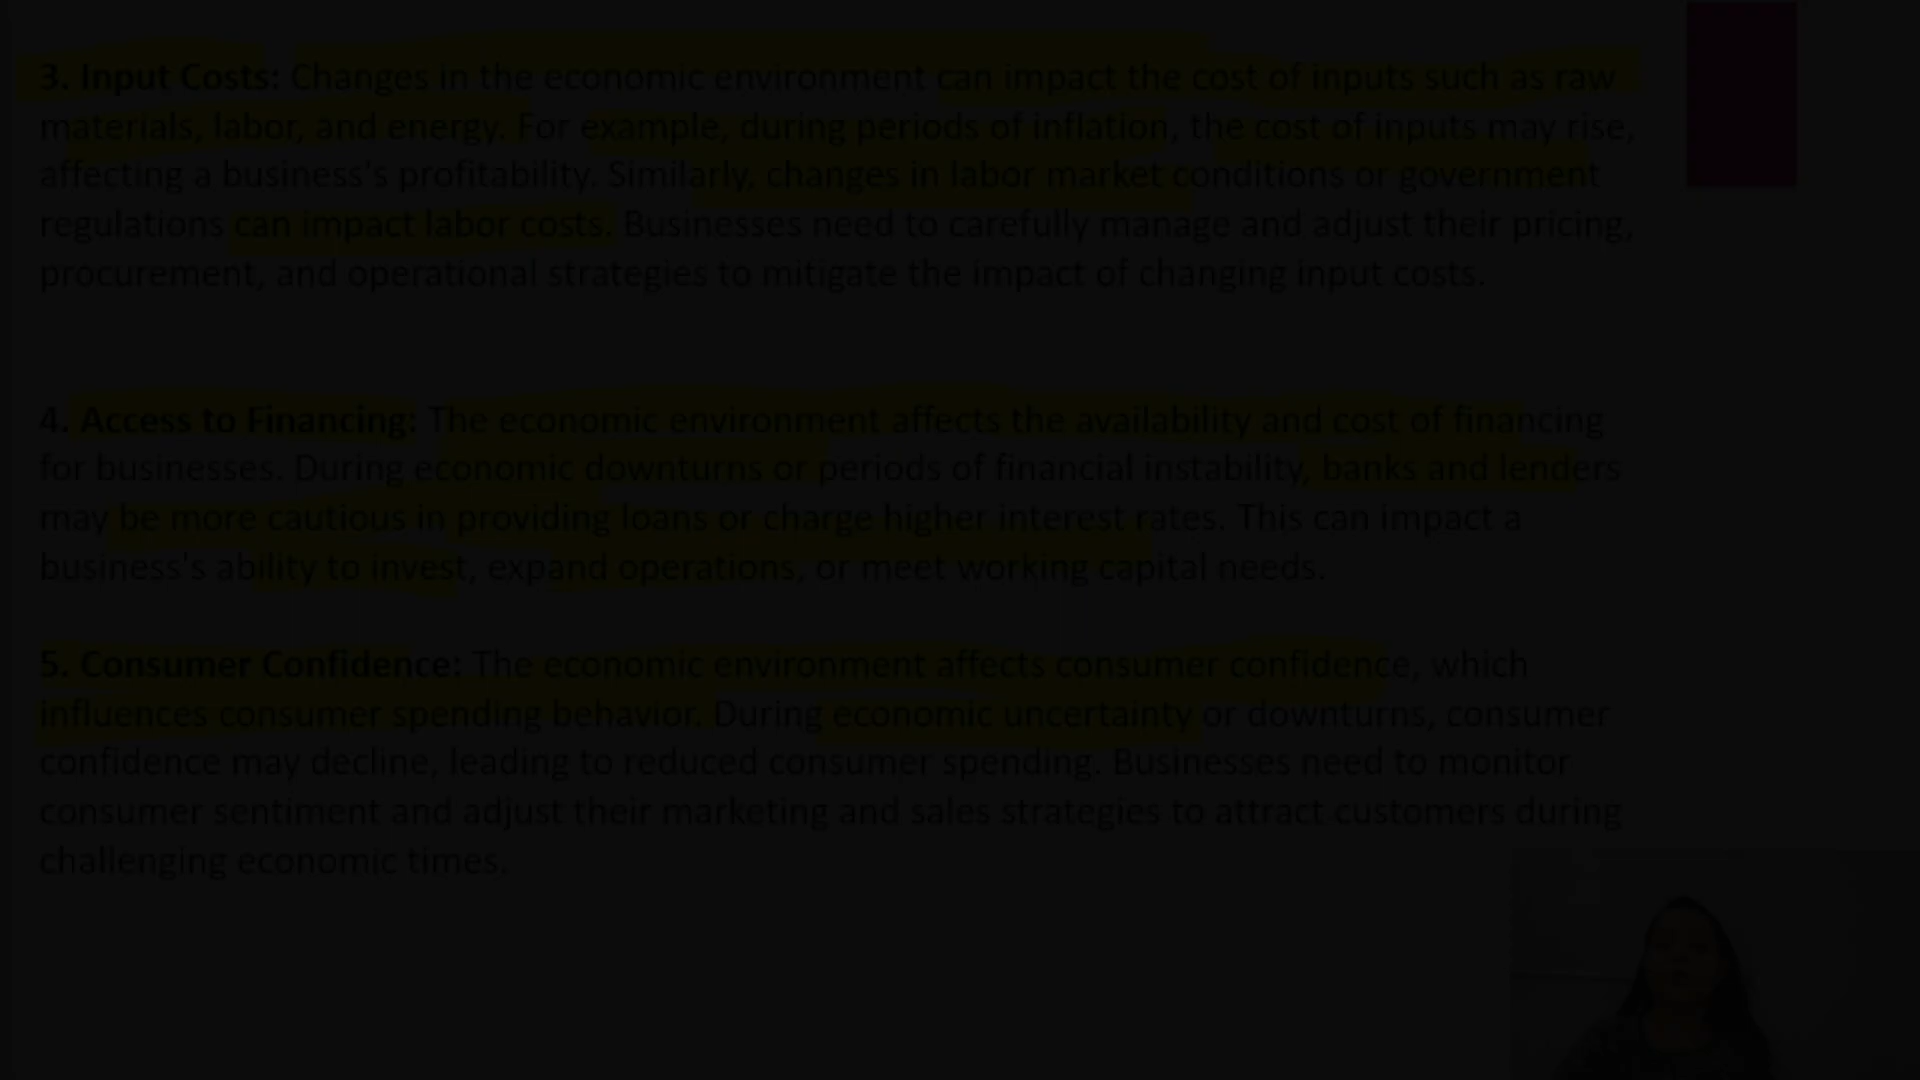 3. Input Costs: Changes in the economic environment can impact the cost of inputs such as raw
materials, labor, and energy. For example, during periods of inflation, the cost of inputs may rise,
affecting a business's profitability. Similarly, changes in labor market conditions or government
regulations can impact labor costs. Businesses need to carefully manage and adjust their pricing,
procurement, and operational strategies to mitigate the impact of changing input costs.
4. Access to Financing: The economic environment affects the availability and cost of financing
for businesses. During economic downturns or periods of financial instability, banks and lenders
may be more cautious in providing loans or charge higher interest rates. This can impact a
business's ability to invest, expand operations, or meet working capital needs.
5. Consumer Confidence: The economic environment affects consumer confidence, which
influences consumer spending behavior. During economic uncertainty or downturns, consumer
confidence may decline, leading to reduced consumer spending. Businesses need to monitor
consumer sentiment and adjust their marketing and sales strategies to attract customers during
challenging economic times.